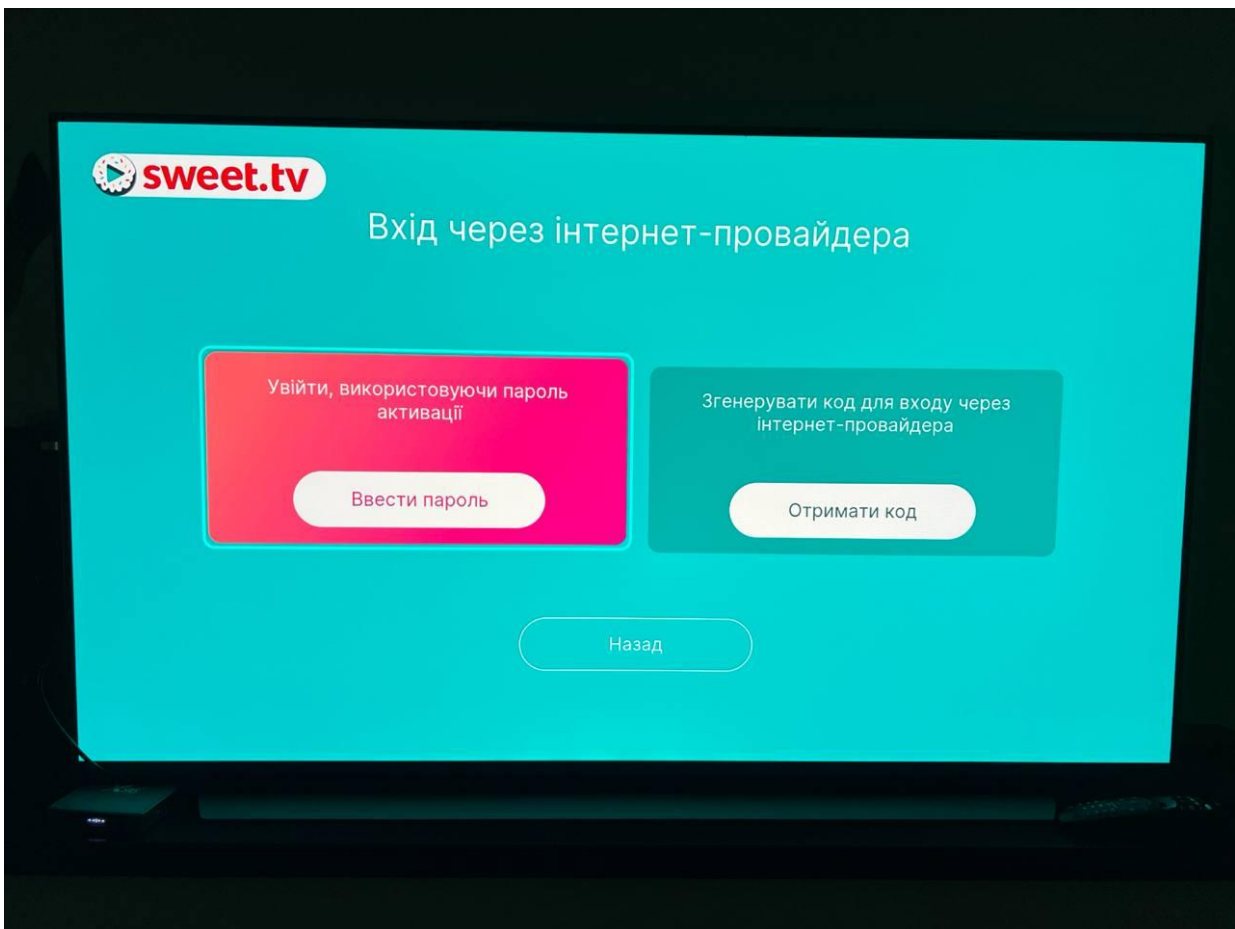 sweet.tv
Вхід через інтернет-провайдера
Увійти, використовуючи пароль
активації
Ввести пароль
Згенерувати код для входу через
інтернет-провайдера
Отримати код
Назад